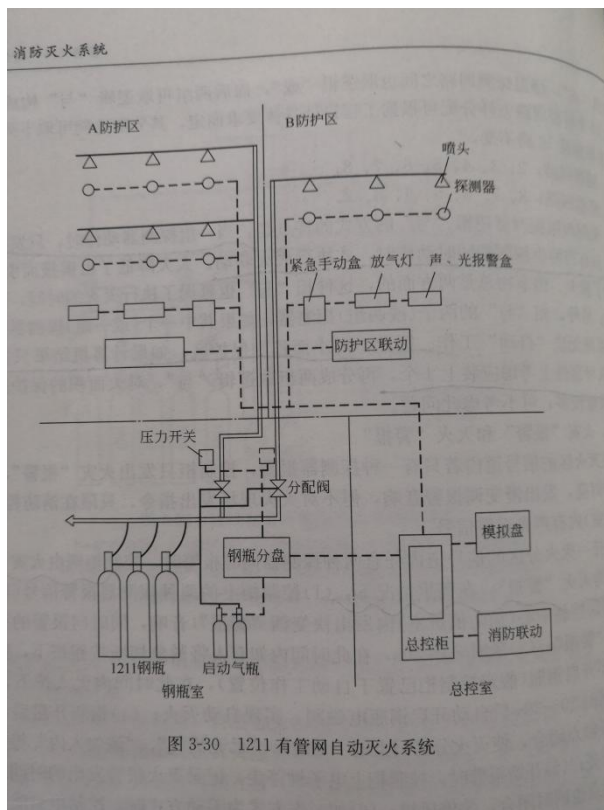 消防灭火系统
A防护区
B防护区
喷头
探测器
紧急手动盒 放气灯 声、光报警盒
防护区联动
压力开关
分配阀
钢瓶分盘
模拟盘
总控柜
消防联动
1211钢瓶
启动气瓶
钢瓶室
总控室
图 3-30 1211 有管网自动灭火系统